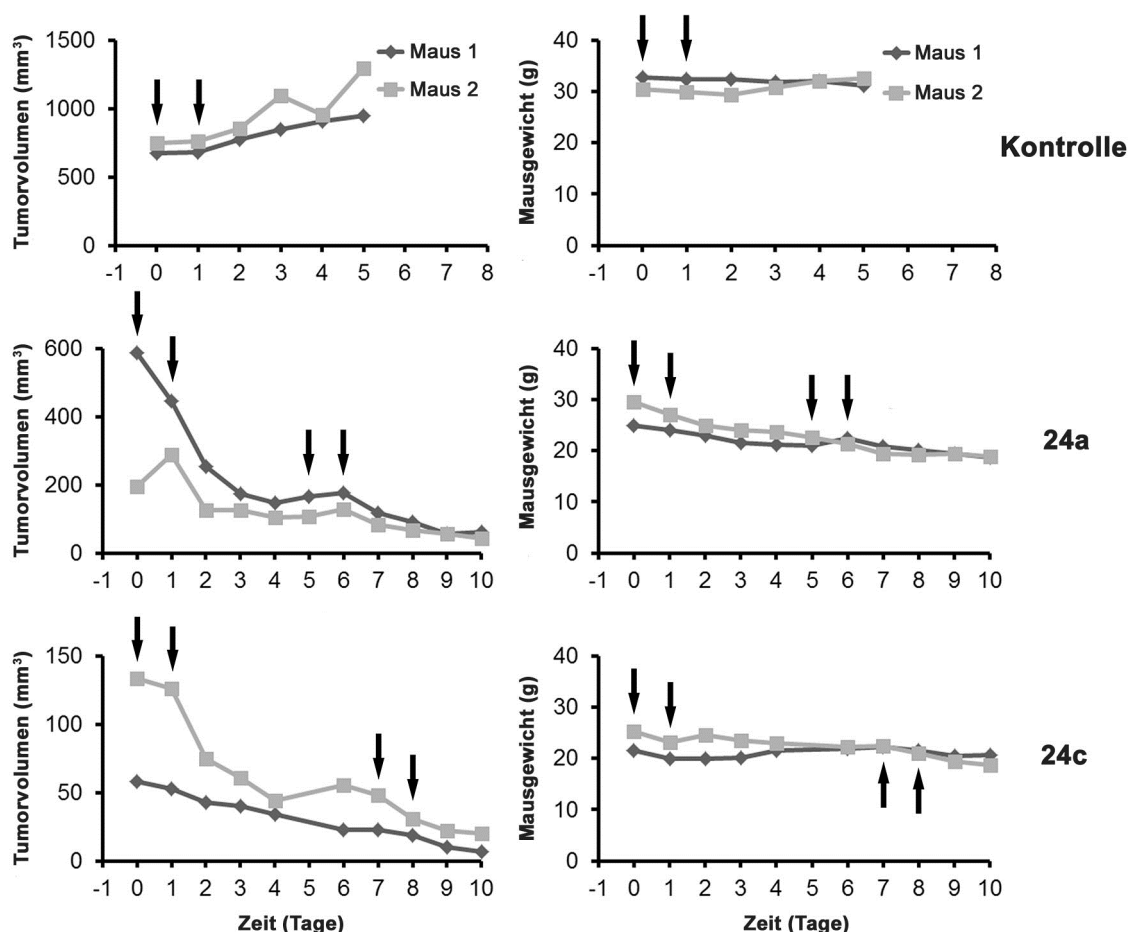 Tumorvolumen (mm³)
1500
1000
500
0
-1 0 1 2 3 4 5 6 7 8
Maus 1
Maus 2
Mausgewicht (g)
40
30
20
10
0
-1 0 1 2 3 4 5 6 7 8
Maus 1
Maus 2
Kontrolle
Tumorvolumen (mm³)
600
400
200
0
-1 0 1 2 3 4 5 6 7 8 9 10
Mausgewicht (g)
40
30
20
10
0
-1 0 1 2 3 4 5 6 7 8 9 10
24a
Tumorvolumen (mm³)
150
100
50
0
-1 0 1 2 3 4 5 6 7 8 9 10
Zeit (Tage)
Mausgewicht (g)
40
30
20
10
0
-1 0 1 2 3 4 5 6 7 8 9 10
Zeit (Tage)
24c